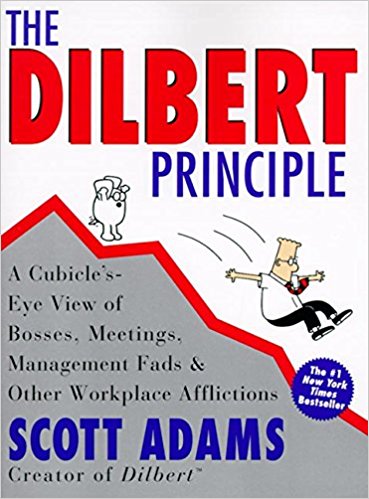 THE
DILBERT
PRINCIPLE
A Cubicle's-
Eye View of
Bosses, Meetings,
Management Fads &
Other Workplace Afflictions
The #1
New York
Times
Bestseller
SCOTT ADAMS
Creator of Dilbert™